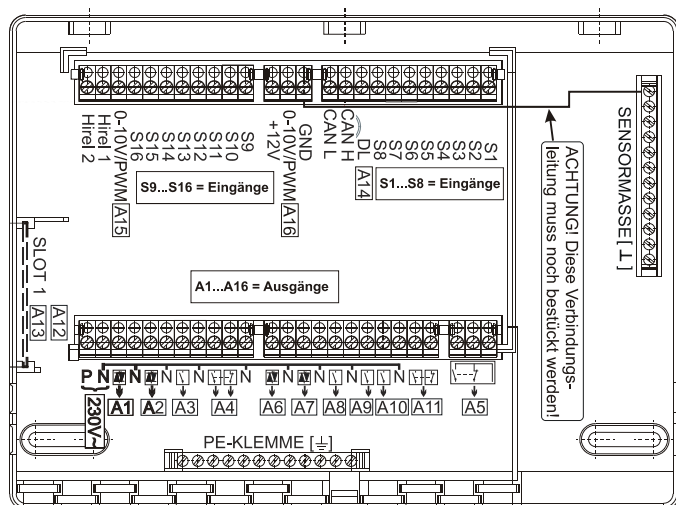 Hirel 2
Hirel 1
0-10V/PWM A15
S16
S15
S14
S13
S12
S11
S10
S9
+12V
0-10V/PWM A16
GND
CAN L
CAN H
DL A14
S8
S7
S6
S5
S4
S3
S2
S1
S9...S16 = Eingänge
S1...S8 = Eingänge
SENSORMASSE [⊥]
ACHTUNG! Diese Verbindungs-
leitung muss noch bestückt werden!
SLOT 1
A13
A12
A1...A16 = Ausgänge
P N N N N N N N N
230V~
A1 A2 A3 A4 A6 A7 A8 A9 A10 A11 A5
PE-KLEMME [⏚]